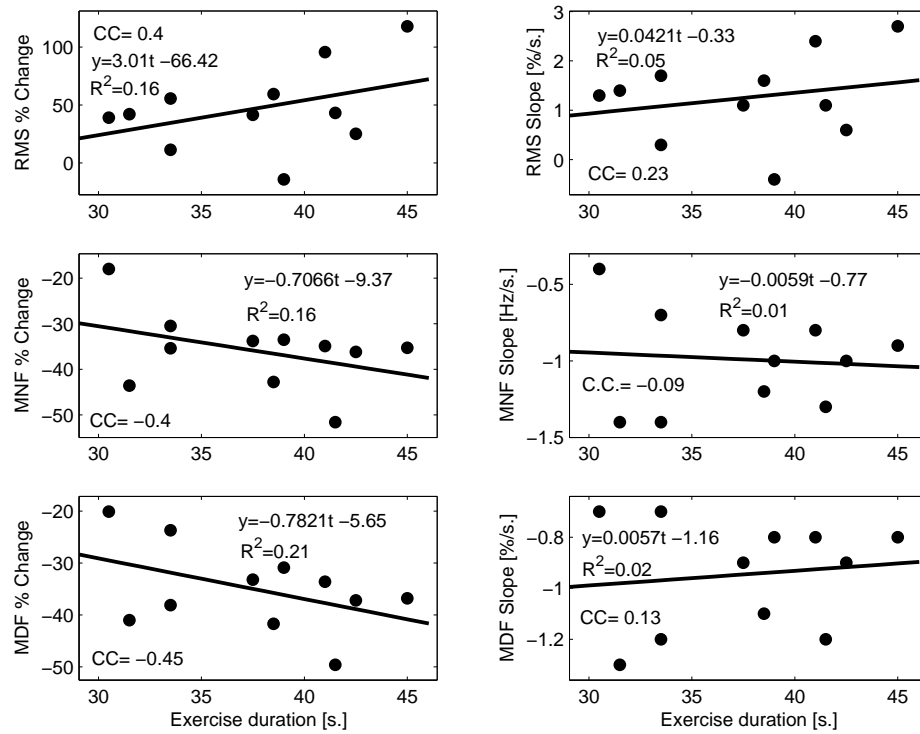 CC= 0.4
y=3.01t −66.42
R²=0.16
RMS % Change
100
50
0
30 35 40 45
y=0.0421t −0.33
R²=0.05
CC= 0.23
RMS Slope [%/s.]
3
2
1
0
30 35 40 45
y=−0.7066t −9.37
R²=0.16
CC= −0.4
MNF % Change
−20
−30
−40
−50
30 35 40 45
y=−0.0059t −0.77
R²=0.01
C.C.= −0.09
MNF Slope [Hz/s.]
−0.5
−1
−1.5
30 35 40 45
y=−0.7821t −5.65
R²=0.21
CC= −0.45
MDF % Change
−20
−30
−40
−50
30 35 40 45
Exercise duration [s.]
y=0.0057t −1.16
R²=0.02
CC= 0.13
MDF Slope [%/s.]
−0.8
−1
−1.2
30 35 40 45
Exercise duration [s.]